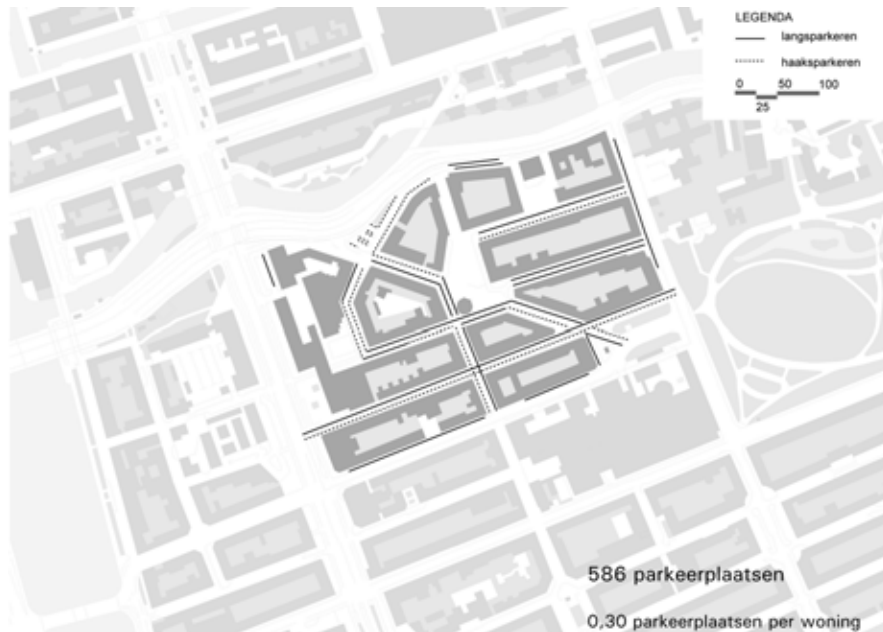 LEGENDA
langsparkeren
haaksparkeren
0 50 100
25
586 parkeerplaatsen
0,30 parkeerplaatsen per woning